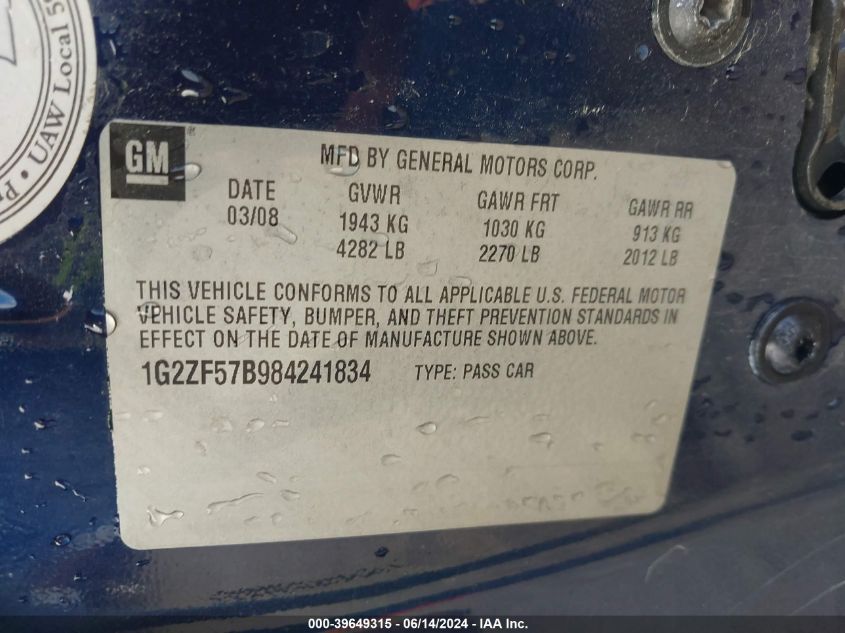 UAW Local 5
GM
MFD BY GENERAL MOTORS CORP.
DATE GVWR GAWR FRT GAWR RR
03/08 1943 KG 1030 KG 913 KG
4282 LB 2270 LB 2012 LB
THIS VEHICLE CONFORMS TO ALL APPLICABLE U.S. FEDERAL MOTOR
VEHICLE SAFETY, BUMPER, AND THEFT PREVENTION STANDARDS IN
EFFECT ON THE DATE OF MANUFACTURE SHOWN ABOVE.
1G2ZF57B984241834 TYPE: PASS CAR
000-39649315 - 06/14/2024 - IAA Inc.